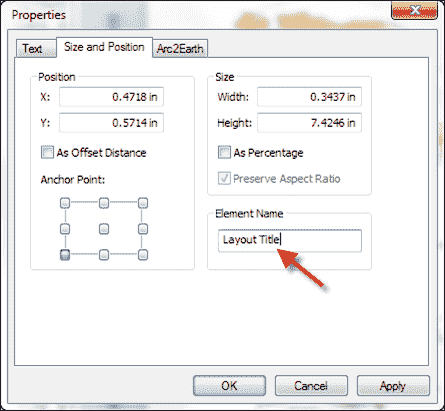 Properties
Text Size and Position Arc2Earth
Position
X: 0.4718 in
Y: 0.5714 in
As Offset Distance
Anchor Point:
Size
Width: 0.3437 in
Height: 7.4246 in
As Percentage
Preserve Aspect Ratio
Element Name
Layout Title
OK Cancel Apply